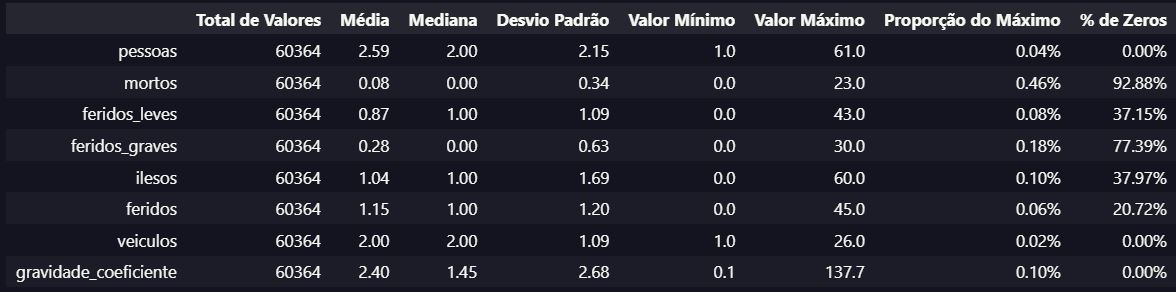 Total de Valores Média Mediana Desvio Padrão Valor Mínimo Valor Máximo Proporção do Máximo % de Zeros
pessoas 60364 2.59 2.00 2.15 1.0 61.0 0.04% 0.00%
mortos 60364 0.08 0.00 0.34 0.0 23.0 0.46% 92.88%
feridos_leves 60364 0.87 1.00 1.09 0.0 43.0 0.08% 37.15%
feridos_graves 60364 0.28 0.00 0.63 0.0 30.0 0.18% 77.39%
ilesos 60364 1.04 1.00 1.69 0.0 60.0 0.10% 37.97%
feridos 60364 1.15 1.00 1.20 0.0 45.0 0.06% 20.72%
veiculos 60364 2.00 2.00 1.09 1.0 26.0 0.02% 0.00%
gravidade_coeficiente 60364 2.40 1.45 2.68 0.1 137.7 0.10% 0.00%